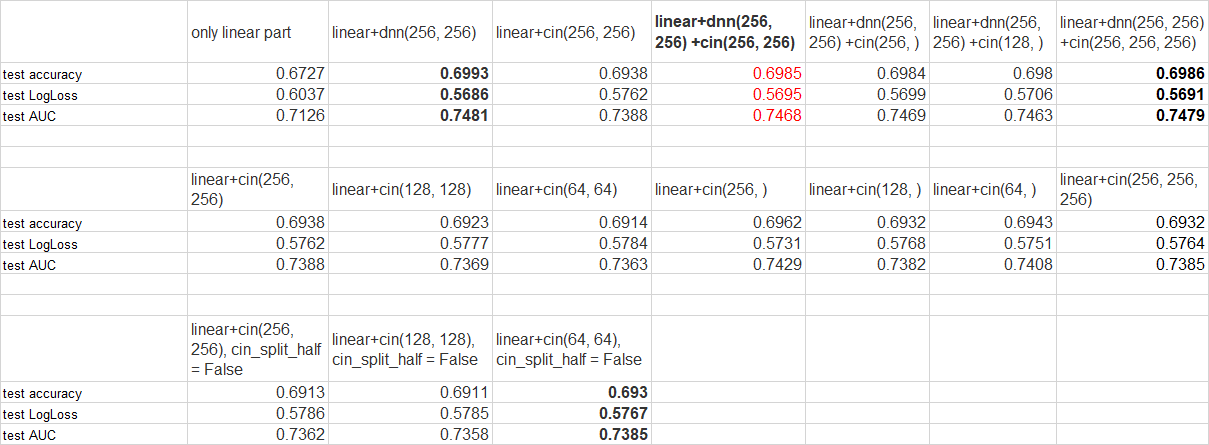 only linear part linear+dnn(256, 256) linear+cin(256, 256) linear+dnn(256, 256) +cin(256, 256) linear+dnn(256, 256) +cin(256, ) linear+dnn(256, 256) +cin(128, ) linear+dnn(256, 256) +cin(256, 256, 256)
test accuracy 0.6727 0.6993 0.6938 0.6985 0.6984 0.698 0.6986
test LogLoss 0.6037 0.5686 0.5762 0.5695 0.5699 0.5706 0.5691
test AUC 0.7126 0.7481 0.7388 0.7468 0.7469 0.7463 0.7479
linear+cin(256, 256) linear+cin(128, 128) linear+cin(64, 64) linear+cin(256, ) linear+cin(128, ) linear+cin(64, ) linear+cin(256, 256, 256)
test accuracy 0.6938 0.6923 0.6914 0.6962 0.6932 0.6943 0.6932
test LogLoss 0.5762 0.5777 0.5784 0.5731 0.5768 0.5751 0.5764
test AUC 0.7388 0.7369 0.7363 0.7429 0.7382 0.7408 0.7385
linear+cin(256, 256), cin_split_half = False linear+cin(128, 128), cin_split_half = False linear+cin(64, 64), cin_split_half = False
test accuracy 0.6913 0.6911 0.693
test LogLoss 0.5786 0.5785 0.5767
test AUC 0.7362 0.7358 0.7385